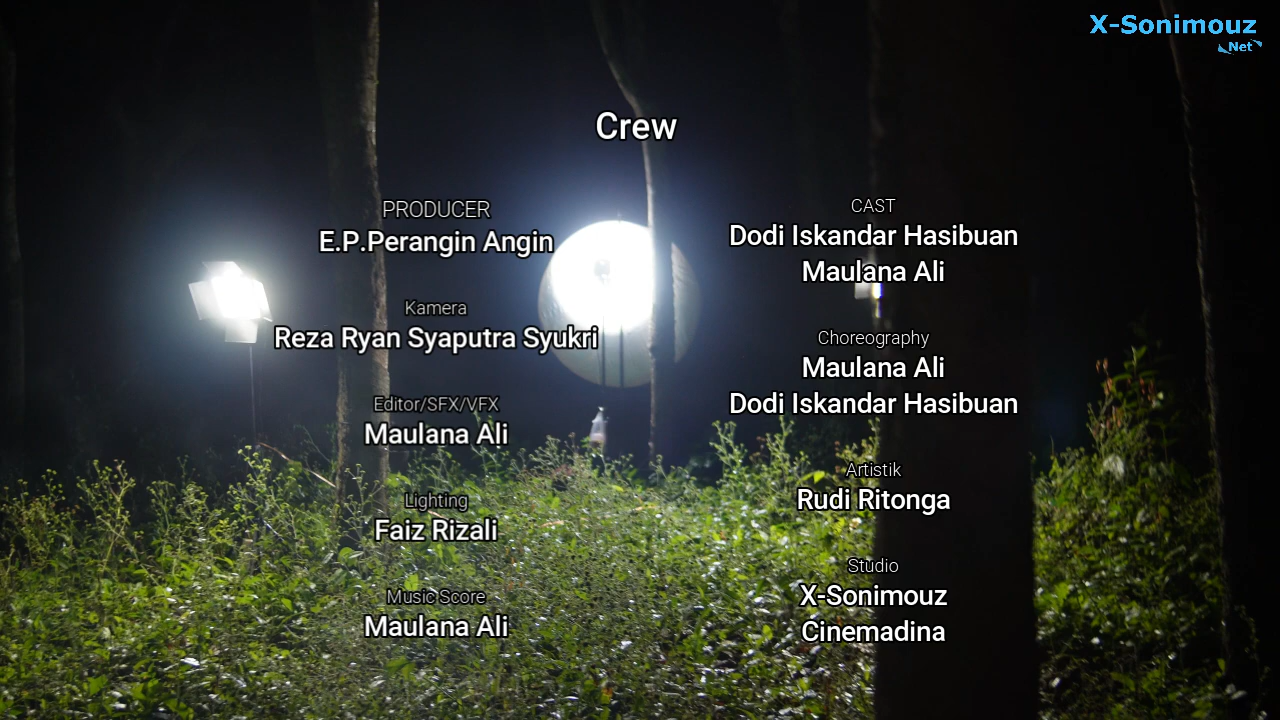 X-Sonimouz
Net
Crew
PRODUCER
E.P.Perangin Angin
Kamera
Reza Ryan Syaputra Syukri
Editor/SFX/VFX
Maulana Ali
Lighting
Faiz Rizali
Music Score
Maulana Ali
CAST
Dodi Iskandar Hasibuan
Maulana Ali
Choreography
Maulana Ali
Dodi Iskandar Hasibuan
Artistik
Rudi Ritonga
Studio
X-Sonimouz
Cinemadina